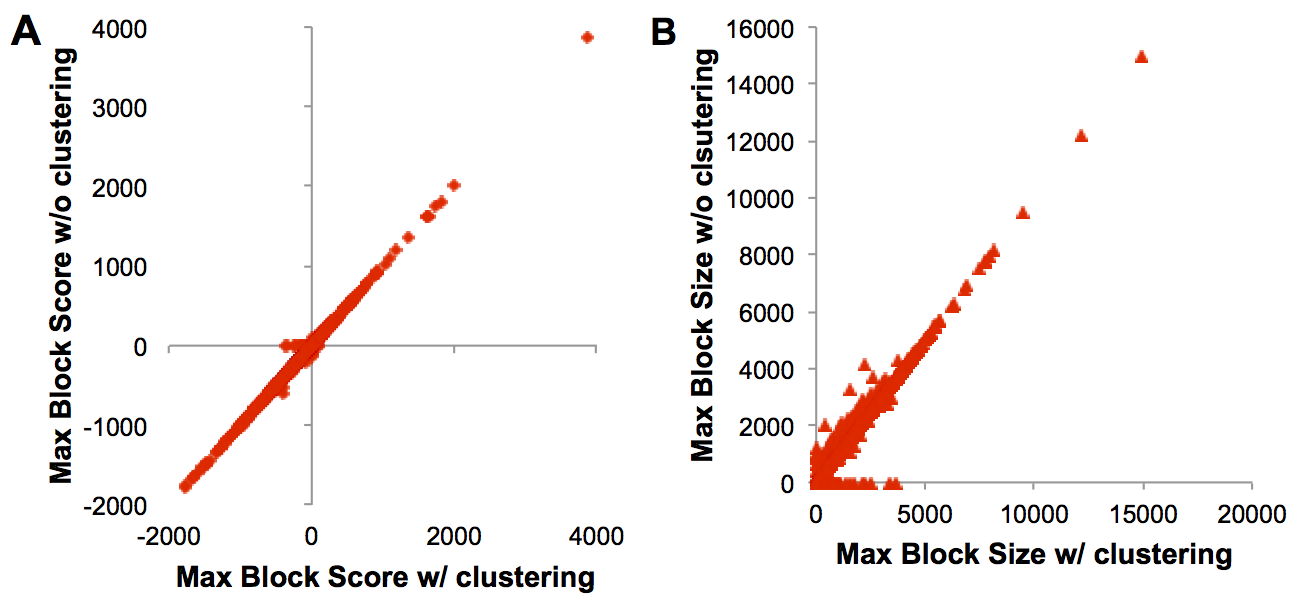 A
Max Block Score w/o clustering
4000
3000
2000
1000
0
-1000
-2000
-2000 0 2000 4000
Max Block Score w/ clustering
B
Max Block Size w/o clsutering
16000
14000
12000
10000
8000
6000
4000
2000
0
0 5000 10000 15000 20000
Max Block Size w/ clustering